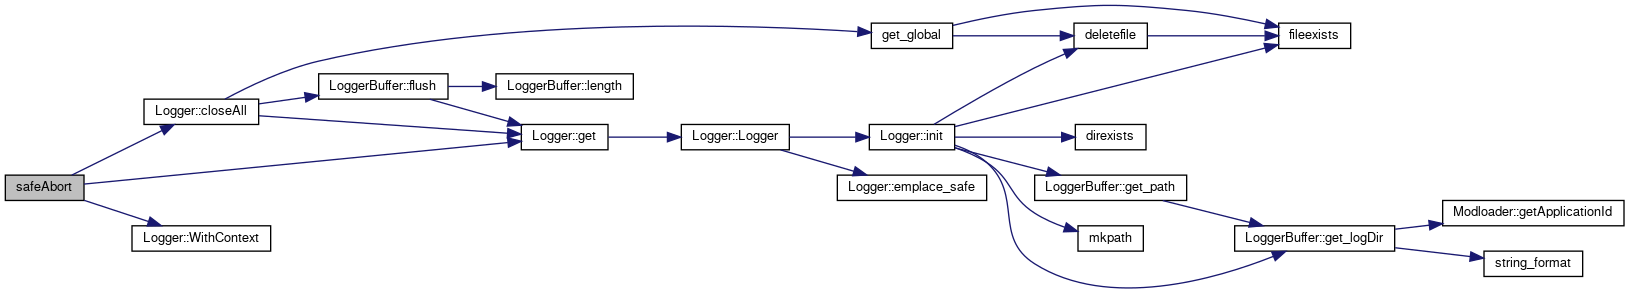 safeAbort
Logger::closeAll
Logger::WithContext
LoggerBuffer::flush
LoggerBuffer::length
Logger::get
Logger::Logger
get_global
Logger::init
Logger::emplace_safe
deletefile
fileexists
direxists
LoggerBuffer::get_path
mkpath
LoggerBuffer::get_logDir
Modloader::getApplicationId
string_format